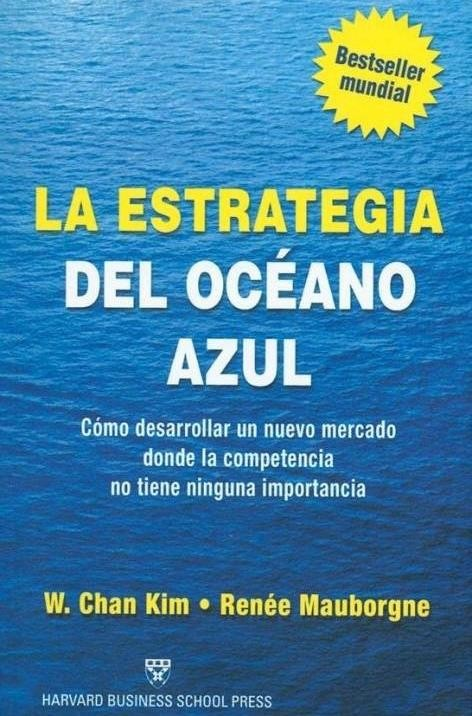 Bestseller
mundial
LA ESTRATEGIA
DEL OCÉANO
AZUL
Cómo desarrollar un nuevo mercado
donde la competencia
no tiene ninguna importancia
W. Chan Kim • Renée Mauborgne
HARVARD BUSINESS SCHOOL PRESS